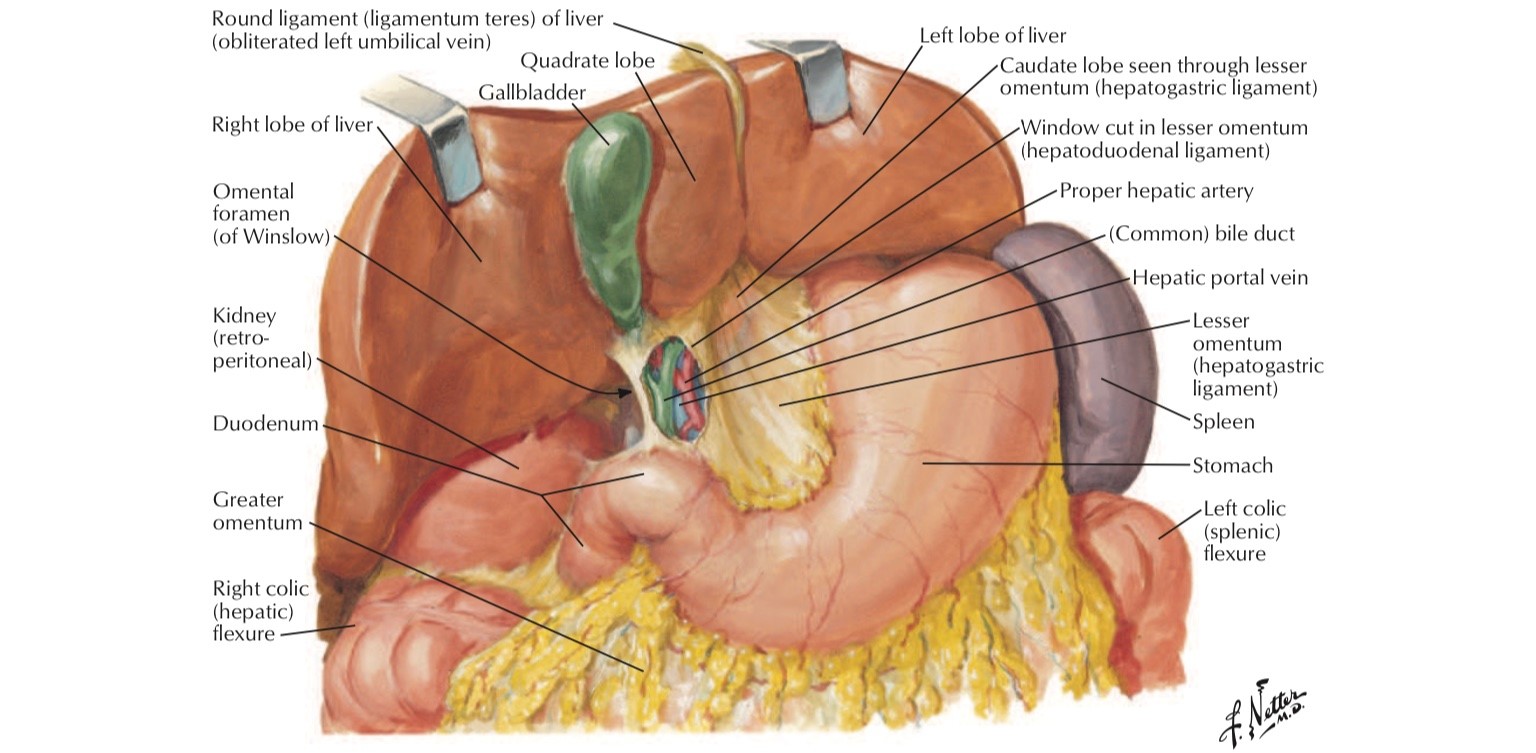 Round ligament (ligamentum teres) of liver
(obliterated left umbilical vein)
Quadrate lobe
Gallbladder
Right lobe of liver
Omental
foramen
(of Winslow)
Kidney
(retro-
peritoneal)
Duodenum
Greater
omentum
Right colic
(hepatic)
flexure
Left lobe of liver
Caudate lobe seen through lesser
omentum (hepatogastric ligament)
Window cut in lesser omentum
(hepatoduodenal ligament)
Proper hepatic artery
(Common) bile duct
Hepatic portal vein
Lesser
omentum
(hepatogastric
ligament)
Spleen
Stomach
Left colic
(splenic)
flexure
F. Netter
M.D.